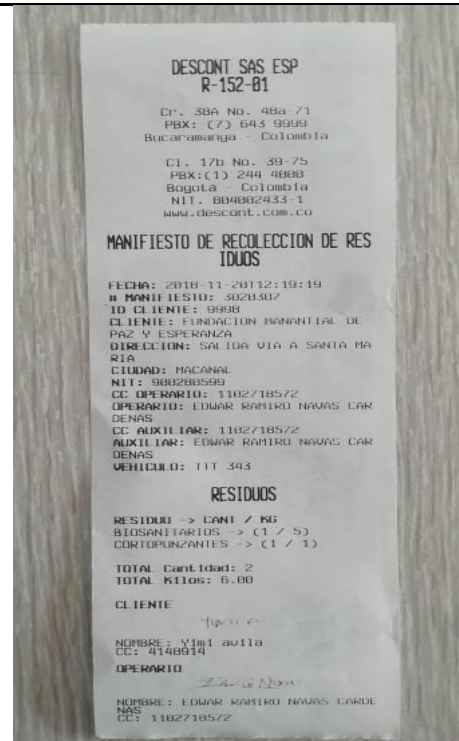 DESCONT SAS ESP
R-152-01
Cr. 38A No. 48a-71
PBX: (7) 643 9999
Bucaramanga - Colombia
Cl. 17b No. 39-75
PBX:(1) 244 4000
Bogotá - Colombia
NIT. 804002433-1
www.descont.com.co
MANIFIESTO DE RECOLECCION DE RES
IDUOS
FECHA: 2018-11-20T12:19:19
# MANIFIESTO: 3020307
ID CLIENTE: 9998
CLIENTE: FUNDACION MANANTIAL DE
PAZ Y ESPERANZA
DIRECCION: SALIDA VIA A SANTA MA
RIA
CIUDAD: MACANAL
NIT: 900280599
CC OPERARIO: 1102718572
OPERARIO: EDWAR RAMIRO NAVAS CAR
DENAS
CC AUXILIAR: 1102718572
AUXILIAR: EDWAR RAMIRO NAVAS CAR
DENAS
VEHICULO: TTT 343
RESIDUOS
RESIDUO -> CANT / KG
BIOSANITARIOS -> (1 / 5)
CORTOPUNZANTES -> (1 / 1)
TOTAL Cantidad: 2
TOTAL Kilos: 6.00
CLIENTE
NOMBRE: Yimi avila
CC: 4148914
OPERARIO
NOMBRE: EDWAR RAMIRO NAVAS CARDE
NAS
CC: 1102718572